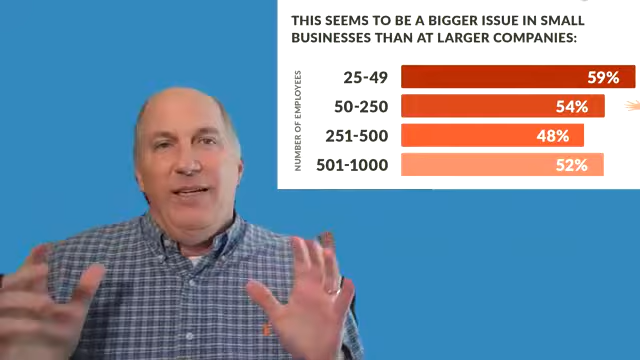 THIS SEEMS TO BE A BIGGER ISSUE IN SMALL
BUSINESSES THAN AT LARGER COMPANIES:
NUMBER OF EMPLOYEES
25-49 59%
50-250 54%
251-500 48%
501-1000 52%